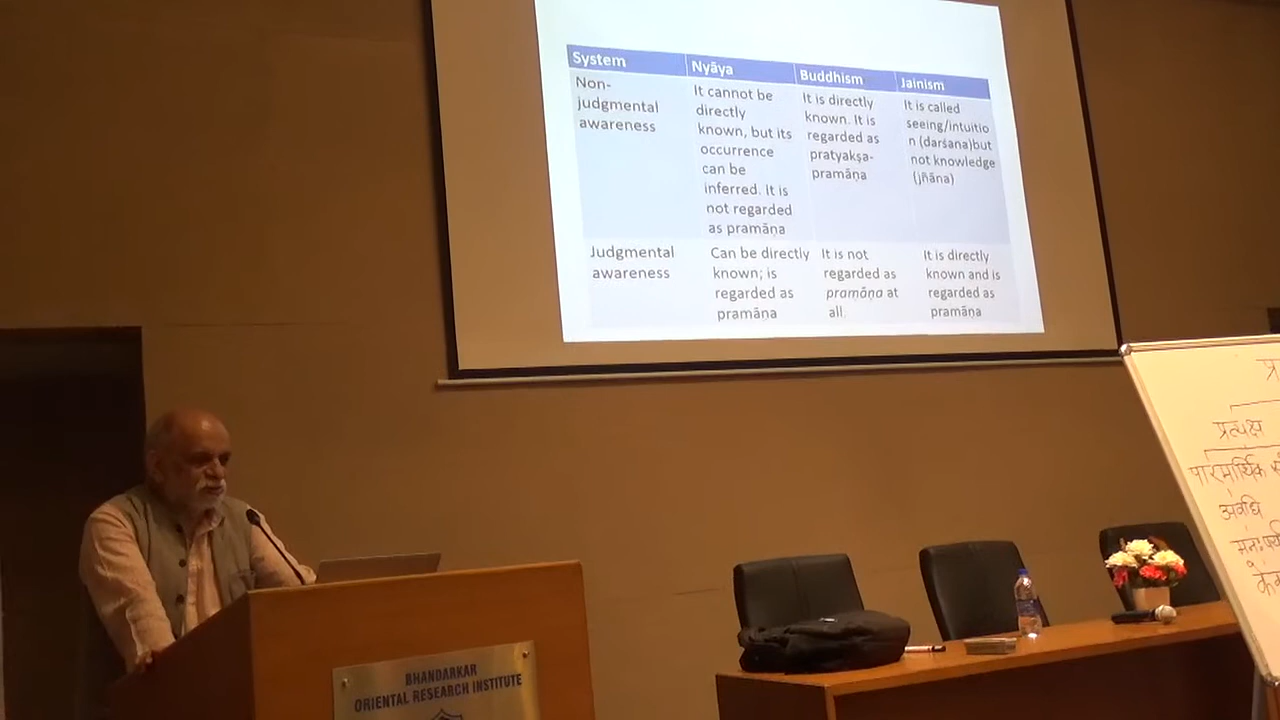 System Nyāya Buddhism Jainism
Non-
judgmental
awareness
It cannot be
directly
known, but its
occurrence
can be
inferred. It is
not regarded
as pramāṇa
It is directly
known. It is
regarded as
pratyakṣa-
pramāṇa
It is called
seeing/intuitio
n (darśana)but
not knowledge
(jñāna)
Judgmental
awareness
Can be directly
known; is
regarded as
pramāṇa
It is not
regarded as
pramāṇa at
all.
It is directly
known and is
regarded as
pramāṇa
BHANDARKAR
ORIENTAL RESEARCH INSTITUTE
प्रत्यक्ष
पारमार्थिक
अवधि